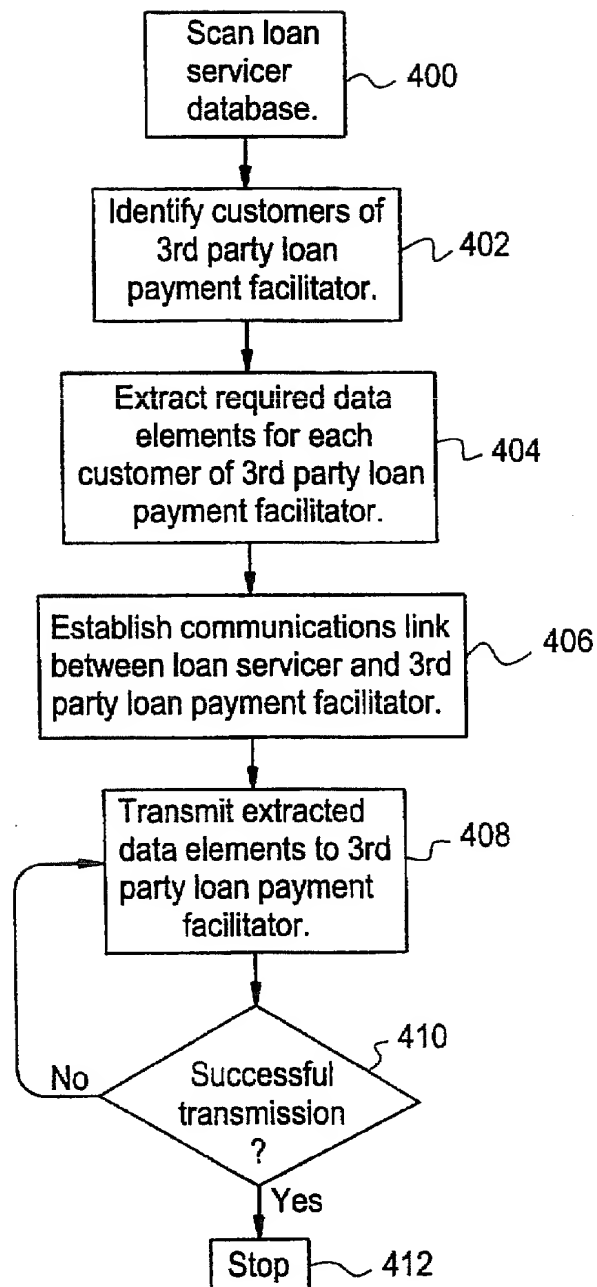 Scan loan
servicer
database.
400
Identify customers of
3rd party loan
payment facilitator.
402
Extract required data
elements for each
customer of 3rd party loan
payment facilitator.
404
Establish communications link
between loan servicer and 3rd
party loan payment facilitator.
406
Transmit extracted
data elements to 3rd
party loan payment
facilitator.
408
Successful
transmission
?
410
No
Yes
Stop
412